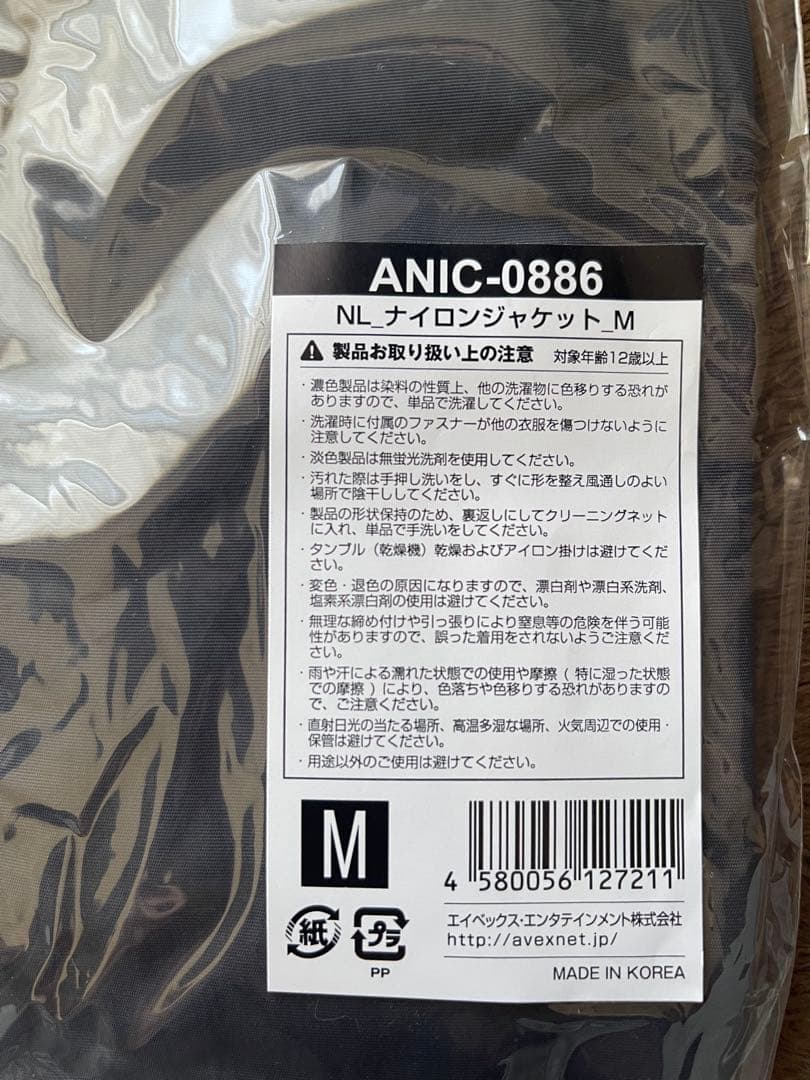 ANIC-0886
NL_ナイロンジャケット_M
製品お取り扱い上の注意 対象年齢12歳以上
・濃色製品は染料の性質上、他の洗濯物に色移りする恐れが
ありますので、単品で洗濯してください。
・洗濯時に付属のファスナーが他の衣服を傷つけないように
注意してください。
・淡色製品は無蛍光洗剤を使用してください。
・汚れた際は手押し洗いをし、すぐに形を整え風通しのよい
場所で陰干ししてください。
・製品の形状保持のため、裏返しにしてクリーニングネット
に入れ、単品で手洗いをしてください。
・タンブル（乾燥機）乾燥およびアイロン掛けは避けてくだ
さい。
・変色・退色の原因になりますので、漂白剤や漂白系洗剤、
塩素系漂白剤の使用は避けてください。
・無理な締め付けや引っ張りにより窒息等の危険を伴う可能
性がありますので、誤った着用をされないようご注意くだ
さい。
・雨や汗による濡れた状態での使用や摩擦 ( 特に湿った状態
での摩擦 ) により、色落ちや色移りする恐れがありますの
で、ご注意ください。
・直射日光の当たる場所、高温多湿な場所、火気周辺での使用・
保管は避けてください。
・用途以外のご使用は避けてください。
M
4 580056 127211
紙 プラ
PP
エイベックス・エンタテインメント株式会社
http://avexnet.jp/
MADE IN KOREA